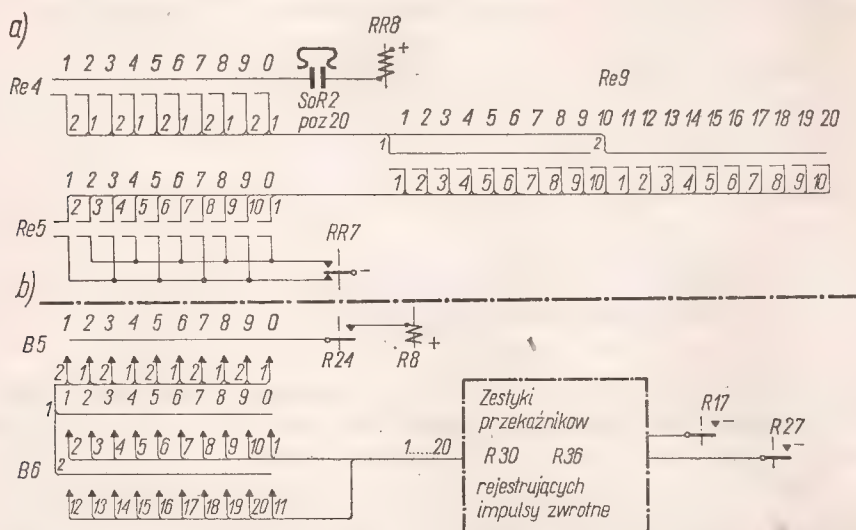 a)
RR8
+
1 2 3 4 5 6 7 8 9 0
Re4
SoR2
poz 20
Re9
2 1 2 1 2 1 2 1 2 1
1 2 3 4 5 6 7 8 9 10 11 12 13 14 15 16 17 18 19 20
1 2
1 2 3 4 5 6 7 8 9 0
1 2 3 4 5 6 7 8 9 10 1 2 3 4 5 6 7 8 9 10
2 3 4 5 6 7 8 9 10 1
Re5
RR7
-
b)
1 2 3 4 5 6 7 8 9 0
B5
R24
R8
+
2 1 2 1 2 1 2 1 2 1
1
1 2 3 4 5 6 7 8 9 0
Zestyki
przekaźników
R30 R36
rejestrujących
impulsy zwrotne
R17
-
R27
-
2 3 4 5 6 7 8 9 10 1
1.....20
B6
2
12 13 14 15 16 17 18 19 20 11